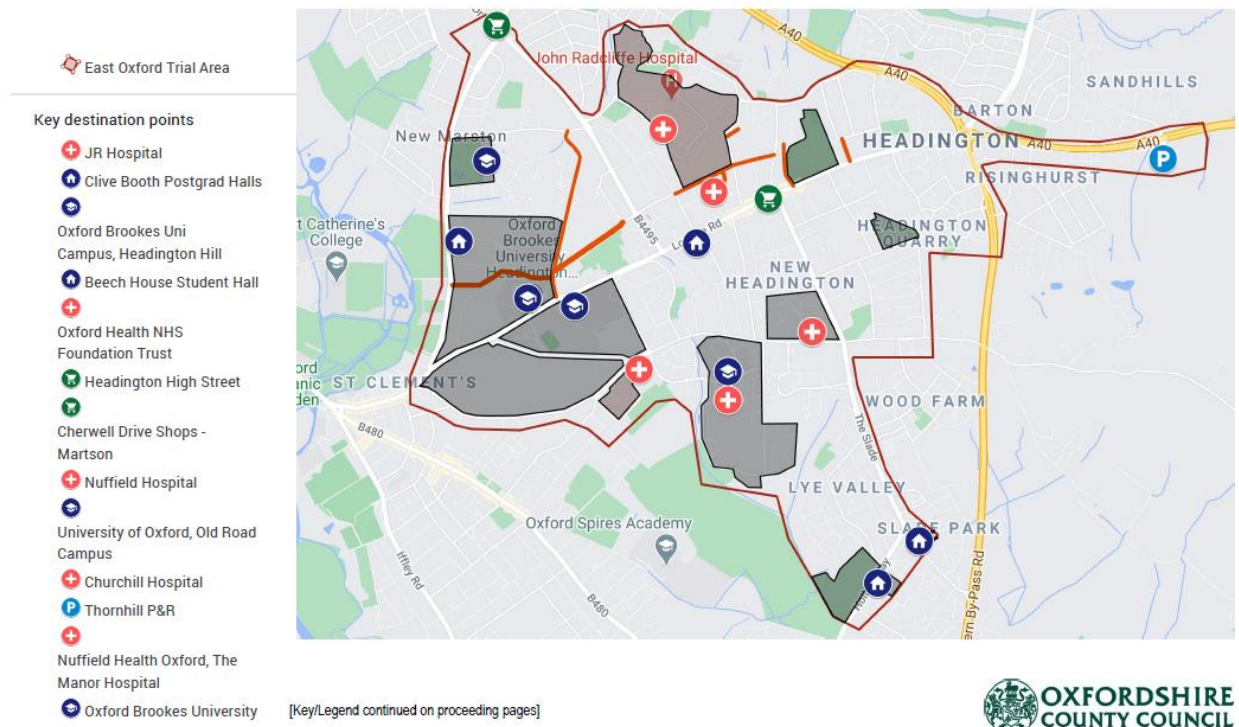 East Oxford Trial Area
Key destination points
JR Hospital
Clive Booth Postgrad Halls
Oxford Brookes Uni
Campus, Headington Hill
Beech House Student Hall
Oxford Health NHS
Foundation Trust
Headington High Street
Cherwell Drive Shops -
Martson
Nuffield Hospital
University of Oxford, Old Road
Campus
Churchill Hospital
P Thornhill P&R
Nuffield Health Oxford, The
Manor Hospital
Oxford Brookes University
John Radcliffe Hospital
H
A40
A40
SANDHILLS
BARTON
New Marston
HEADINGTON
A40
A40
P
RISINGHURST
t Catherine's
College
Oxford
Brookes
University
Headington...
B4495
Rd
HEADINGTON
QUARRY
NEW
HEADINGTON
ST CLEMENT'S
WOOD FARM
B480
The Slade
LYE VALLEY
Oxford Spires Academy
SLADE PARK
Iffley Rd
B480
ern By-Pass Rd
[Key/Legend continued on proceeding pages]
OXFORDSHIRE
COUNTY COUNCIL